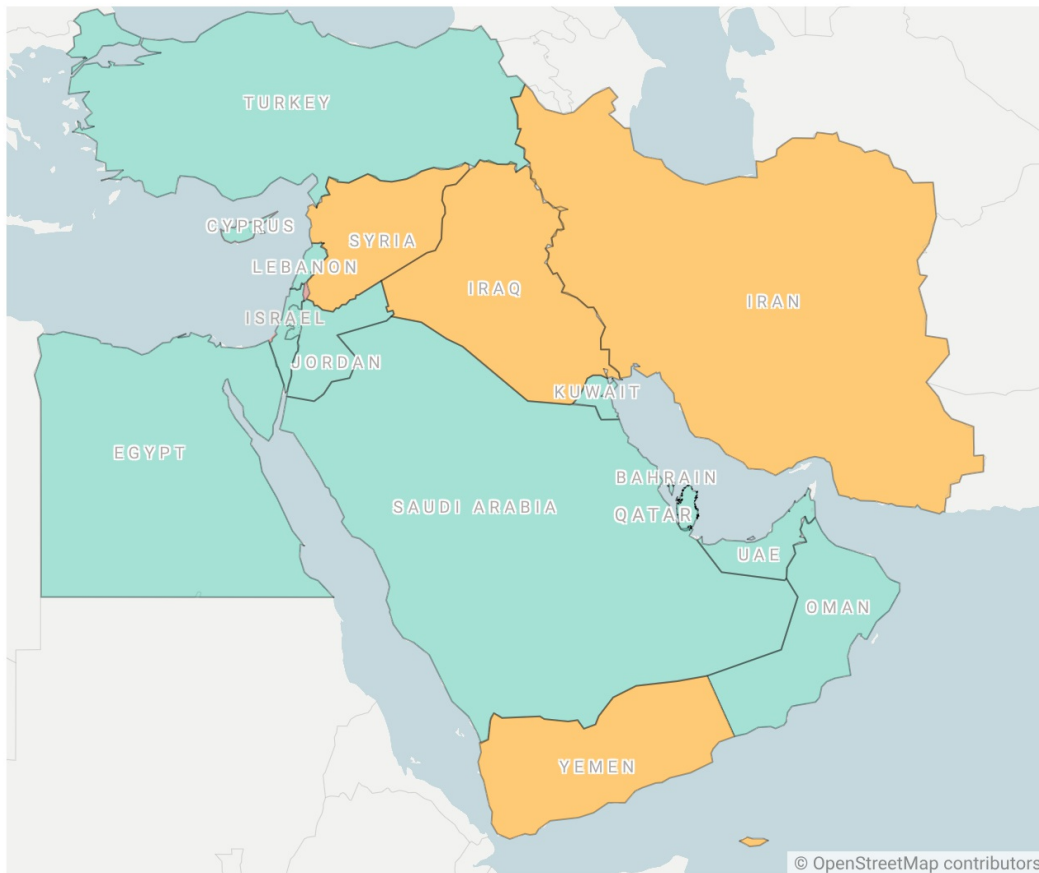 TURKEY
CYPRUS
SYRIA
LEBANON
IRAQ
IRAN
ISRAEL
JORDAN
KUWAIT
EGYPT
BAHRAIN
SAUDI ARABIA
QATAR
UAE
OMAN
YEMEN
© OpenStreetMap contributors